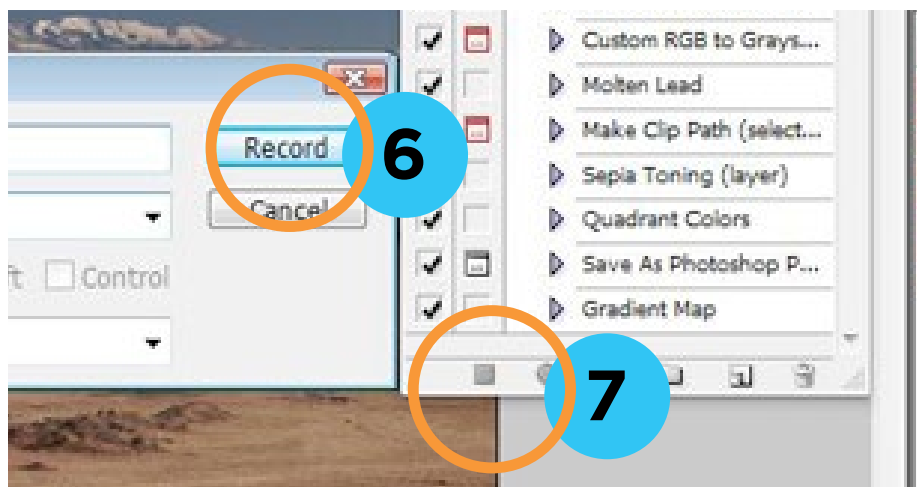 Custom RGB to Grays...
Molten Lead
Record
6
Make Clip Path (select...
Sepia Toning (layer)
Cancel
Quadrant Colors
Control
Save As Photoshop P...
Gradient Map
7